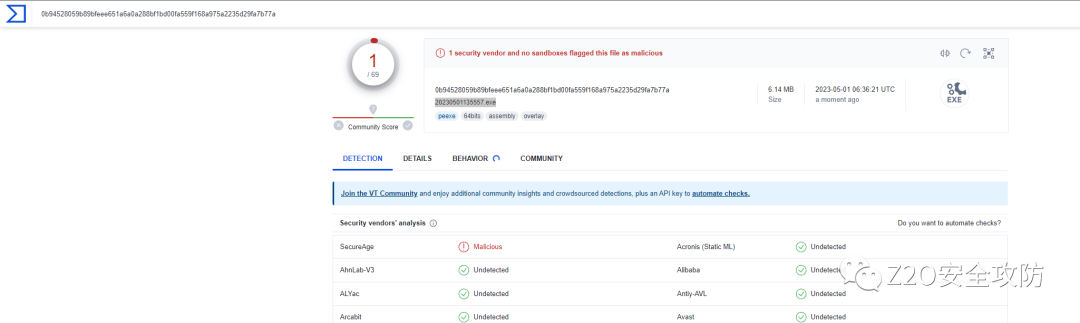 0b94528059b89bfeee651a6a0a288bf1bd00fa559f168a975a2235d29cfa7b77a
1
/ 69
Community Score
1 security vendor and no sandboxes flagged this file as malicious
0b94528059b89bfeee651a6a0a288bf1bd00fa559f168a975a2235d29cfa7b77a
20230501135557.exe
peexe 64bits assembly overlay
6.14 MB
Size
2023-05-01 06:36:21 UTC
a moment ago
EXE
DETECTION DETAILS BEHAVIOR COMMUNITY
Join the VT Community and enjoy additional community insights and crowdsourced detections, plus an API key to automate checks.
Security vendors' analysis Do you want to automate checks?
SecureAge Malicious Acronis (Static ML) Undetected
AhnLab-V3 Undetected Alibaba Undetected
ALYac Undetected Antiy-AVL Undetected
Arcabit Undetected Avast Undetected
Z2O安全攻防